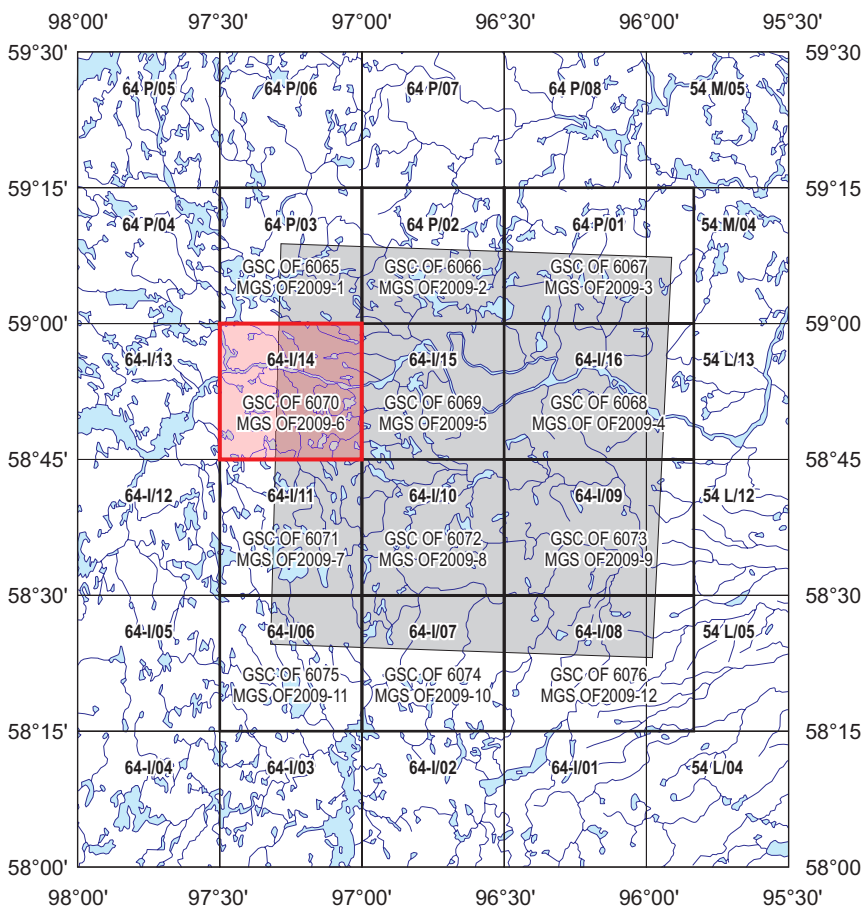 98°00' 97°30' 97°00' 96°30' 96°00' 95°30'
59°30' 59°30'
64 P/05 64 P/06 64 P/07 64 P/08 54 M/05
59°15' 59°15'
64 P/04 64 P/03 64 P/02 64 P/01 54 M/04
GSC OF 6065 GSC OF 6066 GSC OF 6067
MGS OF2009-1 MGS OF2009-2 MGS OF2009-3
59°00' 59°00'
64-I/13 64-I/14 64-I/15 64-I/16 54 L/13
GSC OF 6070 GSC OF 6069 GSC OF 6068
MGS OF2009-6 MGS OF2009-5 MGS OF OF2009-4
58°45' 58°45'
64-I/12 64-I/11 64-I/10 64-I/09 54 L/12
GSC OF 6071 GSC OF 6072 GSC OF 6073
MGS OF2009-7 MGS OF2009-8 MGS OF2009-9
58°30' 58°30
64-I/05 64-I/06 64-I/07 64-I/08 54 L/05
GSC OF 6075 GSC OF 6074 GSC OF 6076
MGS OF2009-11 MGS OF2009-10 MGS OF2009-12
58°15' 58°15'
64-I/04 64-I/03 64-I/02 64-I/01 54 L/04
58°00' 58°00
98°00' 97°30' 97°00' 96°30' 96°00' 95°30'